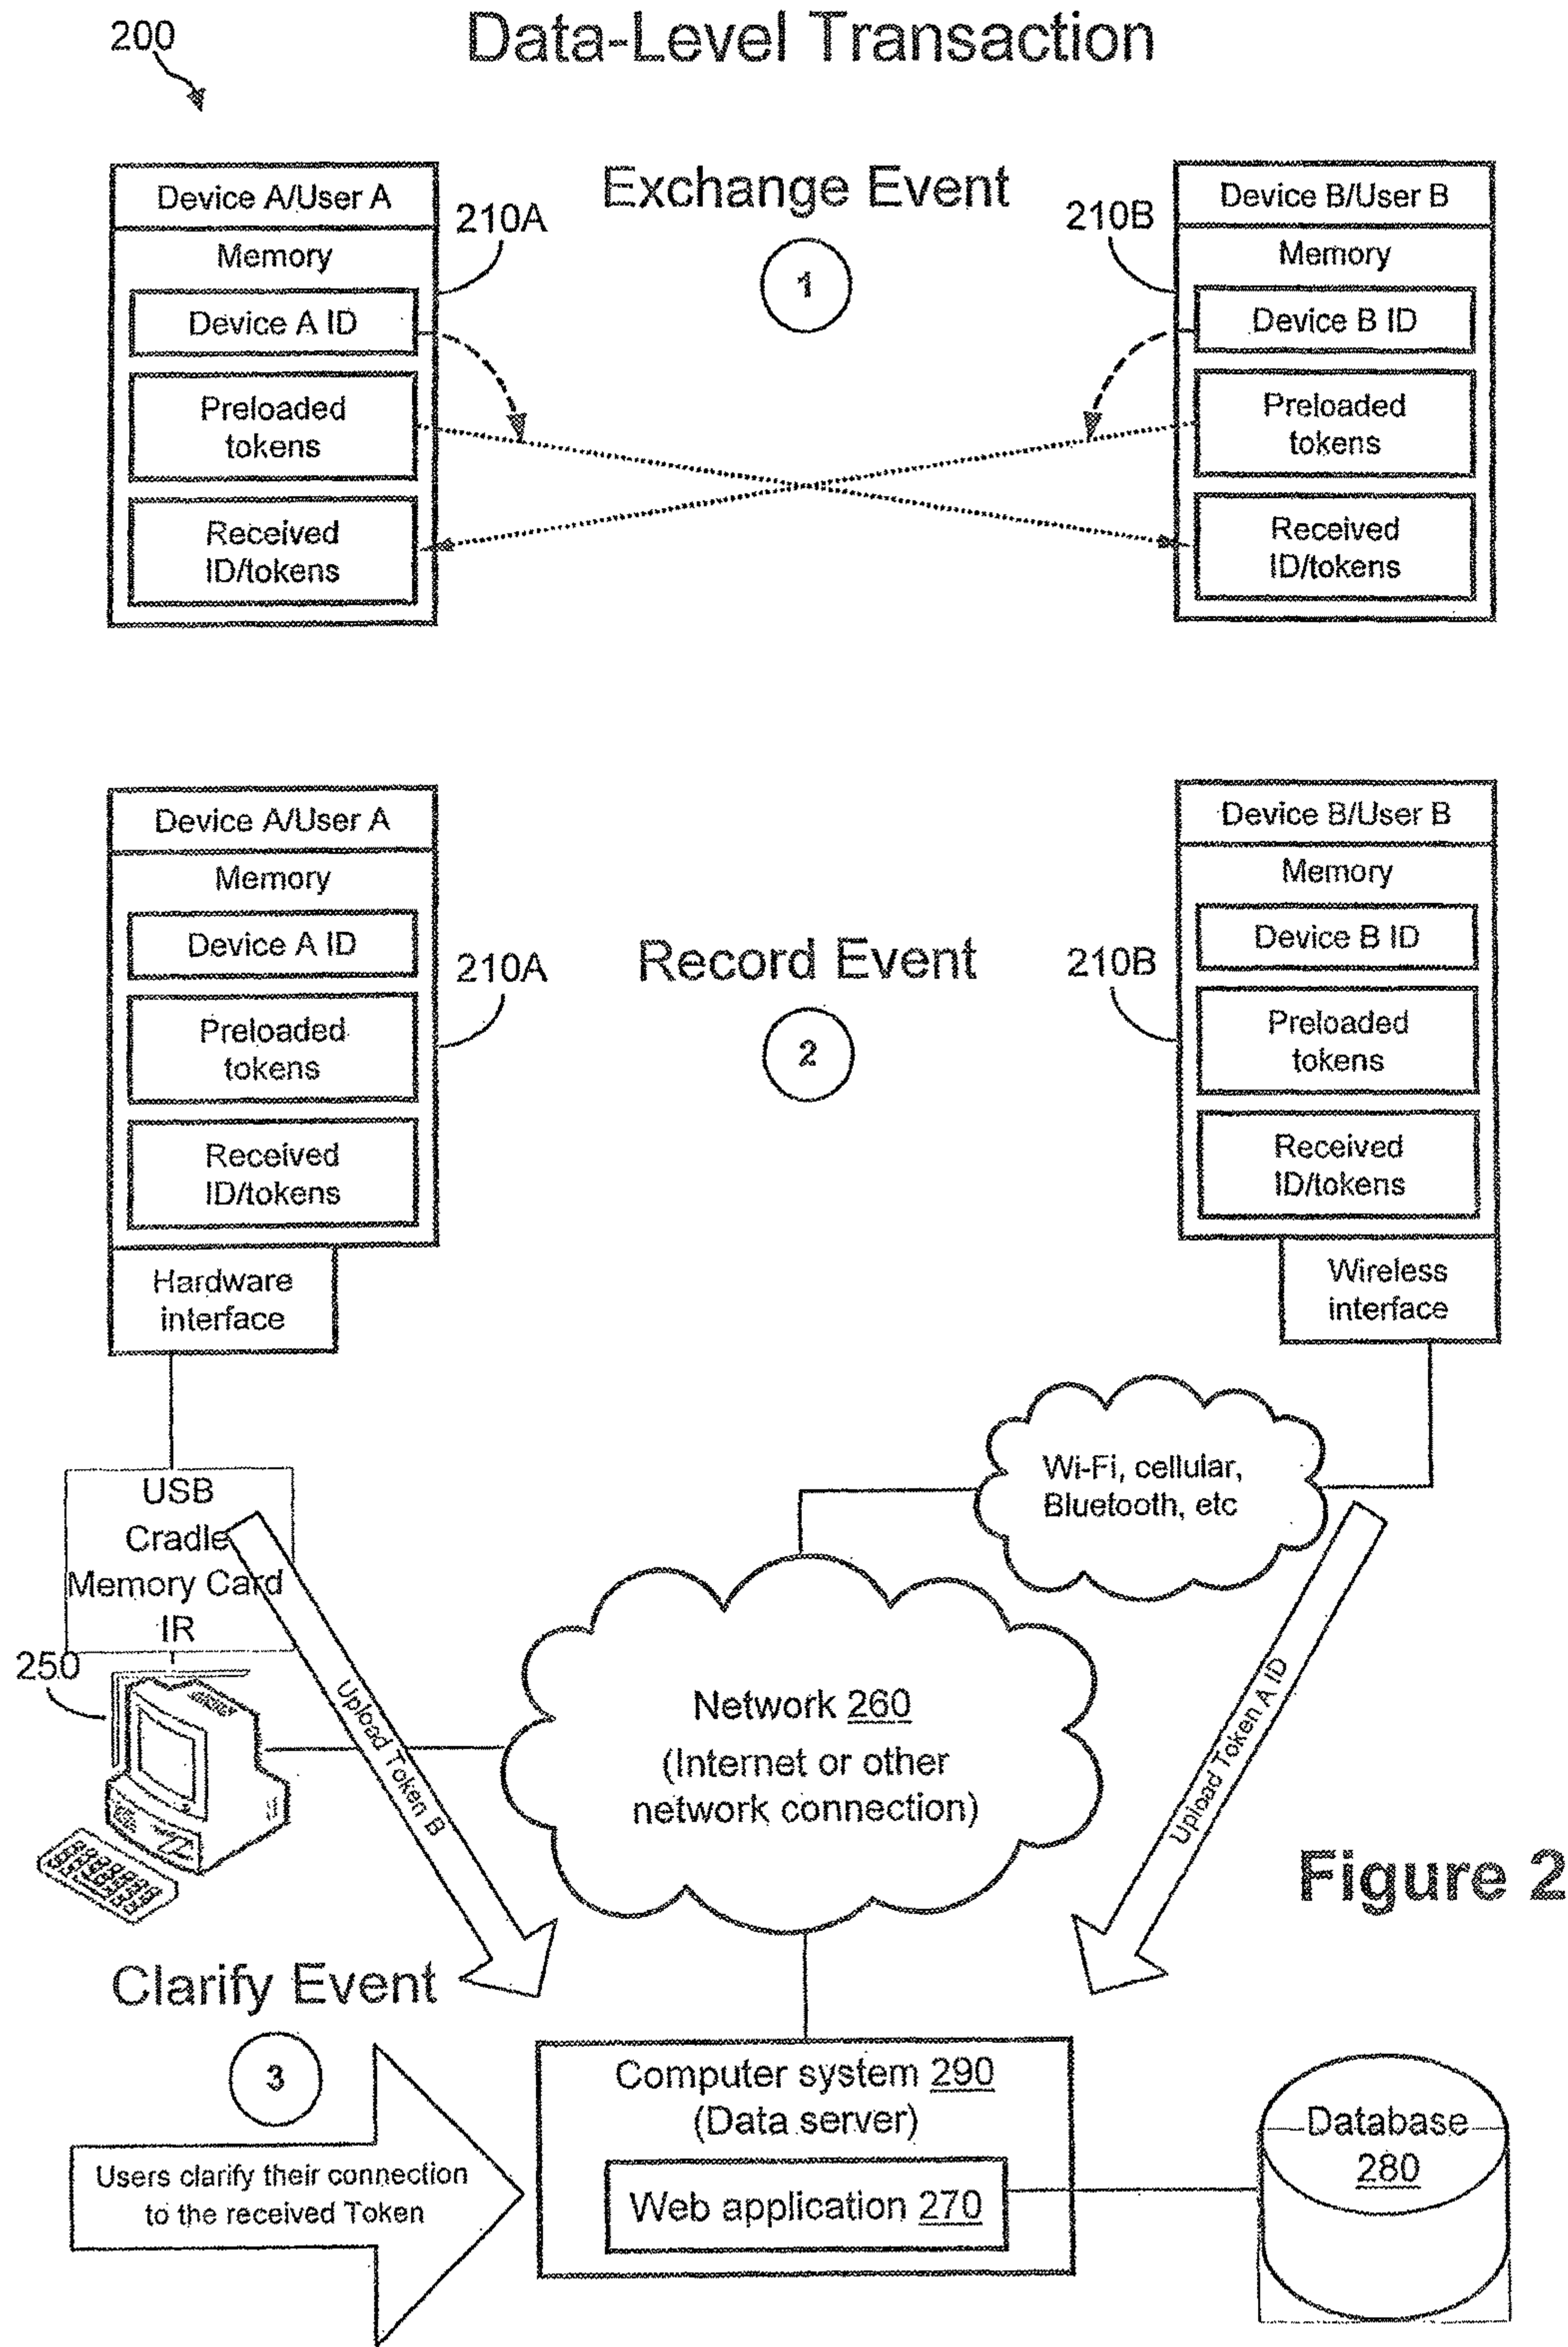 200
Data-Level Transaction
Exchange Event
1
Device A/User A
Memory
Device A ID
Preloaded
tokens
Received
ID/tokens
210A
210B
Device B/User B
Memory
Device B ID
Preloaded
tokens
Received
ID/tokens
Record Event
2
Device A/User A
Memory
Device A ID
Preloaded
tokens
Received
ID/tokens
Hardware
interface
210A
210B
Device B/User B
Memory
Device B ID
Preloaded
tokens
Received
ID/tokens
Wireless
interface
USB
Cradle
Memory Card
IR
250
Upload Token B
Wi-Fi, cellular,
Bluetooth, etc
Network 260
(Internet or other
network connection)
Upload Token A ID
Figure 2
Clarify Event
3
Users clarify their connection
to the received Token
Computer system 290
(Data server)
Web application 270
Database
280